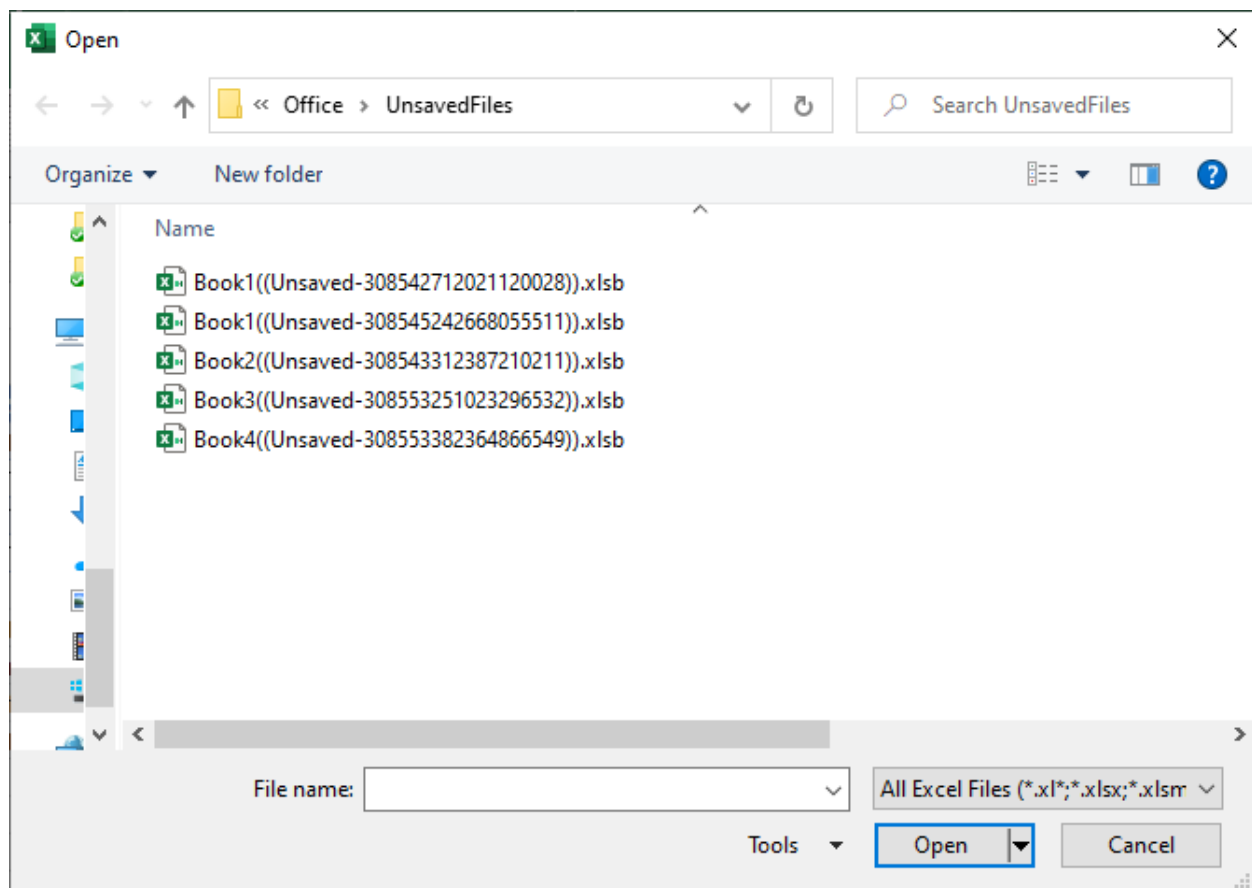 Open
« Office > UnsavedFiles
Search UnsavedFiles
Organize
New folder
Name
Book1((Unsaved-308542712021120028)).xlsb
Book1((Unsaved-308545242668055511)).xlsb
Book2((Unsaved-308543312387210211)).xlsb
Book3((Unsaved-308553251023296532)).xlsb
Book4((Unsaved-308553382364866549)).xlsb
File name:
All Excel Files (*.xl*;*.xlsx;*.xlsm
Tools
Open
Cancel